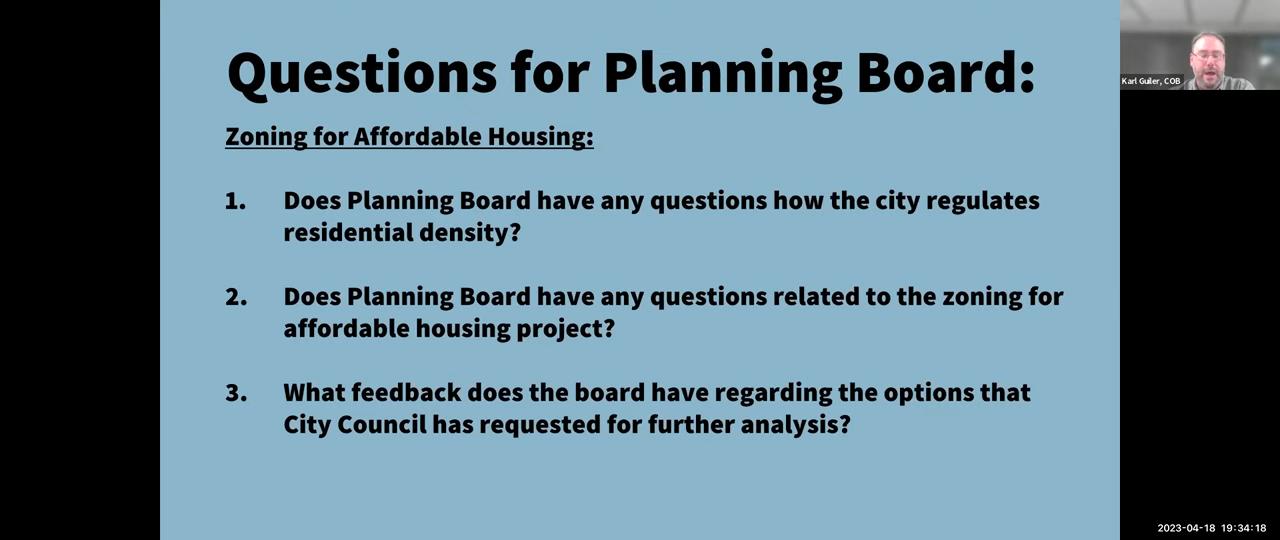 Questions for Planning Board:
Karl Guiler, COB
Zoning for Affordable Housing:
1. Does Planning Board have any questions how the city regulates
residential density?
2. Does Planning Board have any questions related to the zoning for
affordable housing project?
3. What feedback does the board have regarding the options that
City Council has requested for further analysis?
2023-04-18 19:34:18